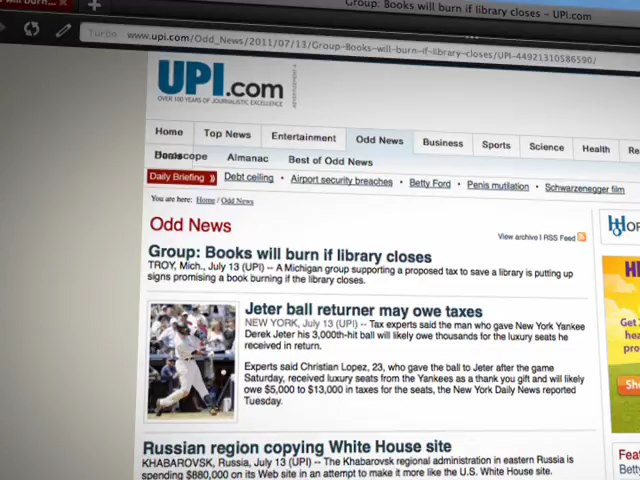 Group: Books will burn if library closes – UPI.com
Turbo www.upi.com/Odd_News/2011/07/13/Group-Books-will-burn-if-library-closes/UPI-44921310586590/
UPI.com
ADVERTISEMENT
OVER 100 YEARS OF JOURNALISTIC EXCELLENCE
Home Top News Entertainment Odd News Business Sports Science Health
Almanac Best of Odd News
Daily Briefing Debt ceiling • Airport security breaches • Betty Ford • Penis mutilation • Schwarzenegger film
You are here: Home / Odd News
Odd News
View archive | RSS Feed
Group: Books will burn if library closes
TROY, Mich., July 13 (UPI) -- A Michigan group supporting a proposed tax to save a library is putting up
signs promising a book burning if the library closes.
Jeter ball returner may owe taxes
NEW YORK, July 13 (UPI) -- Tax experts said the man who gave New York Yankee
Derek Jeter his 3,000th-hit ball will likely owe thousands for the luxury seats he
received in return.
Experts said Christian Lopez, 23, who gave the ball to Jeter after the game
Saturday, received luxury seats from the Yankees as a thank you gift and will likely
owe $5,000 to $13,000 in taxes for the seats, the New York Daily News reported
Tuesday.
Russian region copying White House site
KHABAROVSK, Russia, July 13 (UPI) -- The Khabarovsk regional administration in eastern Russia is
spending $880,000 on its Web site in an attempt to make it more like the U.S. White House site.
Get